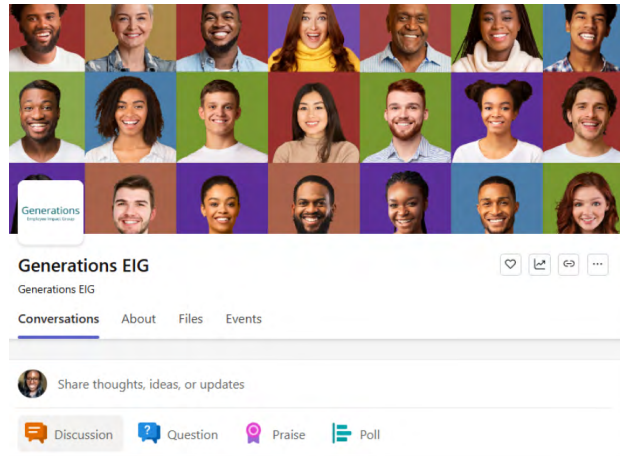 Generations
Employee Impact Group
Generations EIG
Generations EIG
Conversations About Files Events
Share thoughts, ideas, or updates
Discussion Question Praise Poll